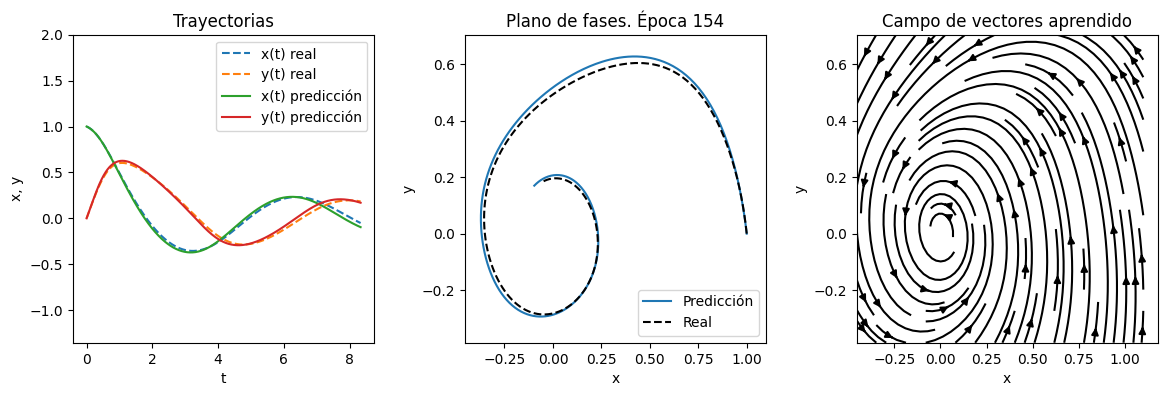 Trayectorias
2.0
1.5
1.0
0.5
0.0
−0.5
−1.0
x, y
0 2 4 6 8
t
x(t) real
y(t) real
x(t) predicción
y(t) predicción
Plano de fases. Época 154
0.6
0.4
0.2
0.0
−0.2
y
−0.25 0.00 0.25 0.50 0.75 1.00
x
Predicción
Real
Campo de vectores aprendido
0.6
0.4
0.2
0.0
−0.2
y
−0.25 0.00 0.25 0.50 0.75 1.00
x